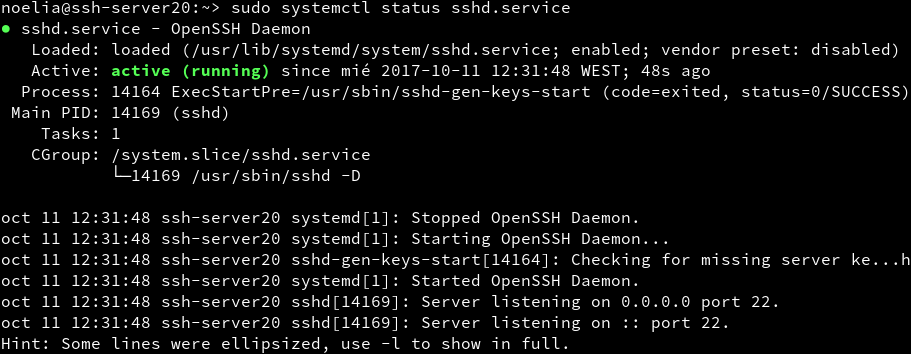 noelia@ssh-server20:~> sudo systemctl status sshd.service
● sshd.service - OpenSSH Daemon
   Loaded: loaded (/usr/lib/systemd/system/sshd.service; enabled; vendor preset: disabled)
   Active: active (running) since mié 2017-10-11 12:31:48 WEST; 48s ago
  Process: 14164 ExecStartPre=/usr/sbin/sshd-gen-keys-start (code=exited, status=0/SUCCESS)
 Main PID: 14169 (sshd)
    Tasks: 1
   CGroup: /system.slice/sshd.service
           └─14169 /usr/sbin/sshd -D

oct 11 12:31:48 ssh-server20 systemd[1]: Stopped OpenSSH Daemon.
oct 11 12:31:48 ssh-server20 systemd[1]: Starting OpenSSH Daemon...
oct 11 12:31:48 ssh-server20 sshd-gen-keys-start[14164]: Checking for missing server ke...h
oct 11 12:31:48 ssh-server20 systemd[1]: Started OpenSSH Daemon.
oct 11 12:31:48 ssh-server20 sshd[14169]: Server listening on 0.0.0.0 port 22.
oct 11 12:31:48 ssh-server20 sshd[14169]: Server listening on :: port 22.
Hint: Some lines were ellipsized, use -l to show in full.